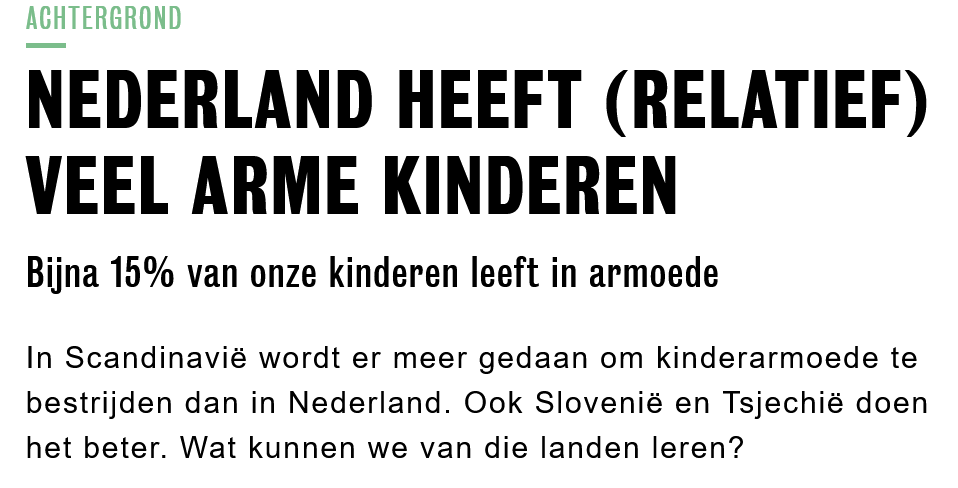 ACHTERGROND
NEDERLAND HEEFT (RELATIEF)
VEEL ARME KINDEREN
Bijna 15% van onze kinderen leeft in armoede
In Scandinavië wordt er meer gedaan om kinderarmoede te
bestrijden dan in Nederland. Ook Slovenië en Tsjechië doen
het beter. Wat kunnen we van die landen leren?